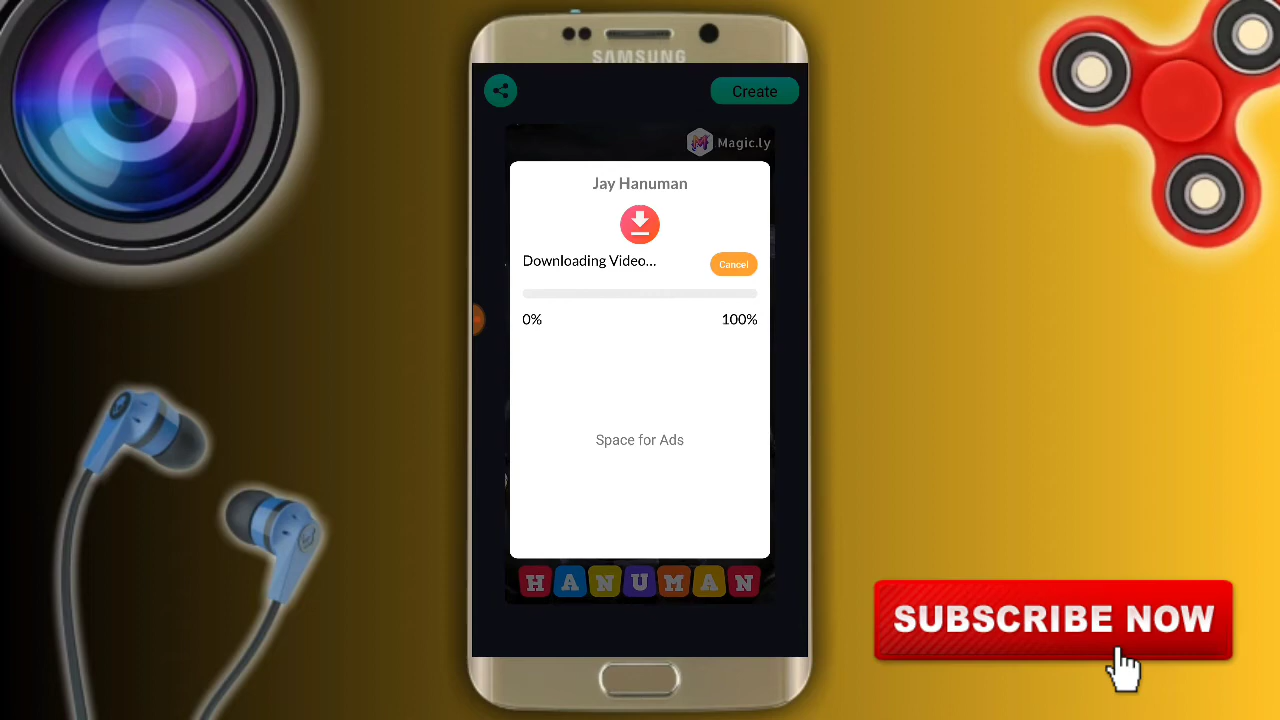 SAMSUNG
Create
Magic.ly
Jay Hanuman
Downloading Video...
Cancel
0%
100%
Space for Ads
HANUMAN
SUBSCRIBE NOW